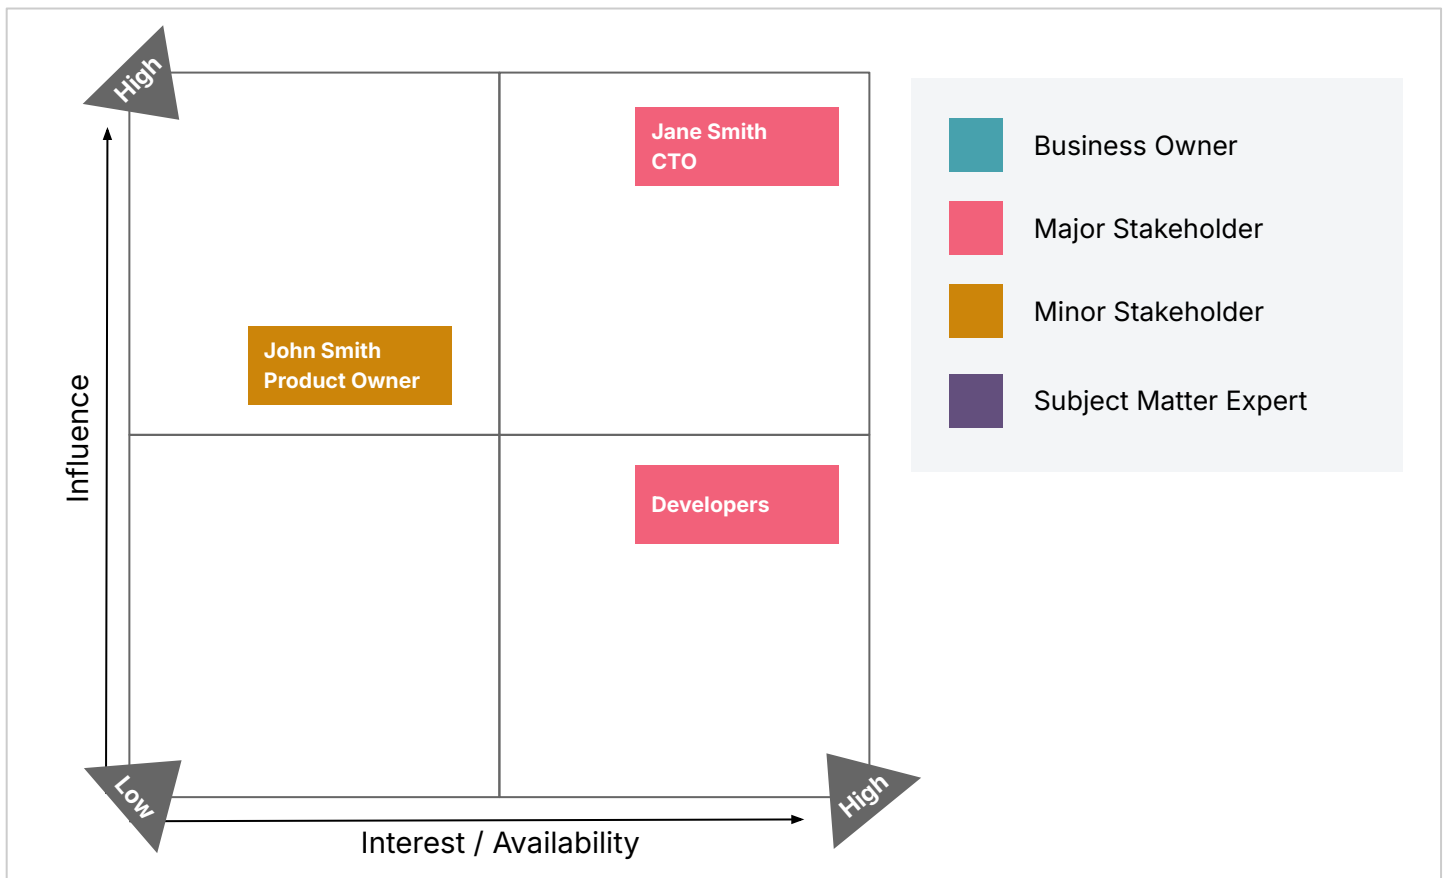 High
Jane Smith
CTO
John Smith
Product Owner
Influence
Developers
Low
High
Interest / Availability
Business Owner
Major Stakeholder
Minor Stakeholder
Subject Matter Expert